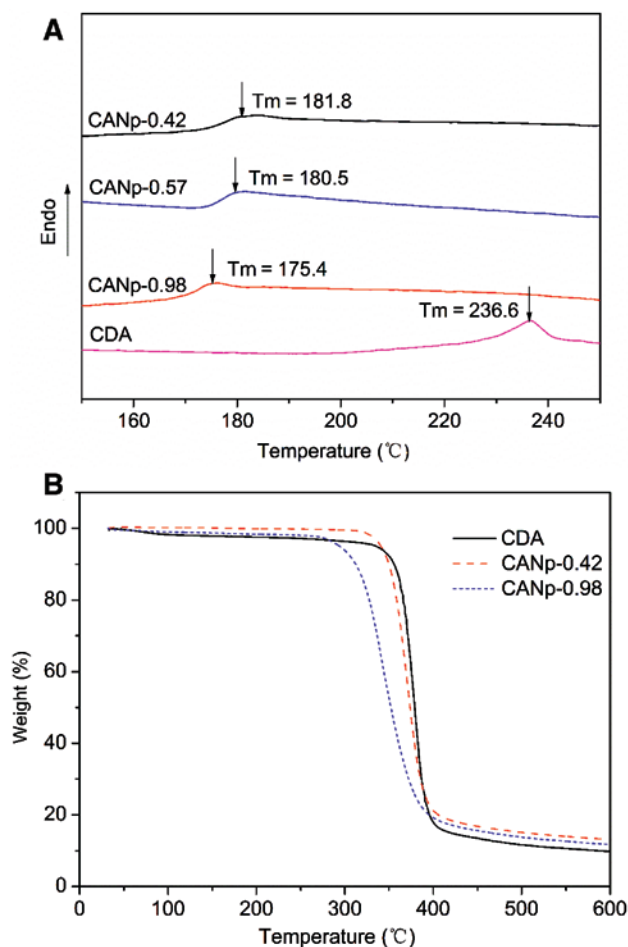 A
Tm = 181.8
CANp-0.42
Tm = 180.5
CANp-0.57
Endo
Tm = 175.4
CANp-0.98
Tm = 236.6
CDA
160 180 200 220 240
Temperature (℃)
B
100
CDA
CANp-0.42
80
CANp-0.98
60
Weight (%)
40
20
0
0 100 200 300 400 500 600
Temperature (℃)